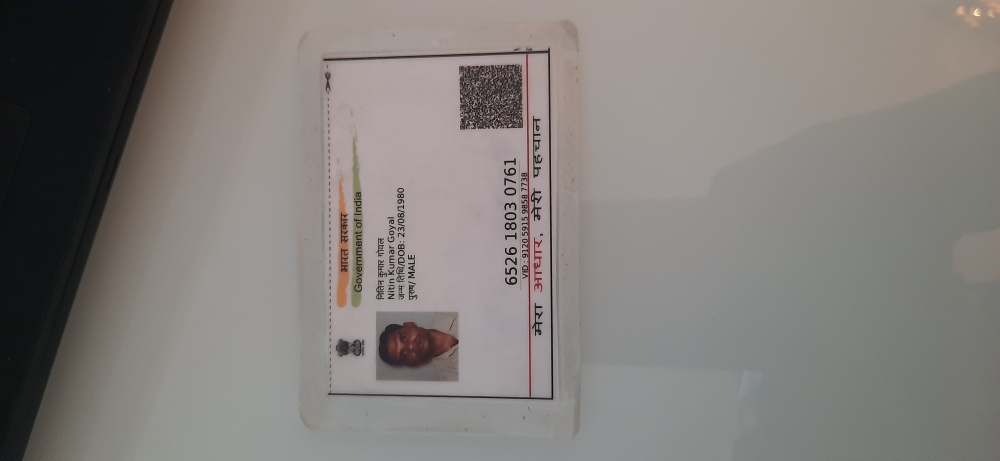 भारत सरकार
Government of India
नितिन कुमार गोयल
Nitin Kumar Goyal
जन्म तिथि/DOB: 23/08/1980
पुरुष/ MALE
6526 1803 0761
VID: 9120 5915 9858 7738
मेरा आधार, मेरी पहचान